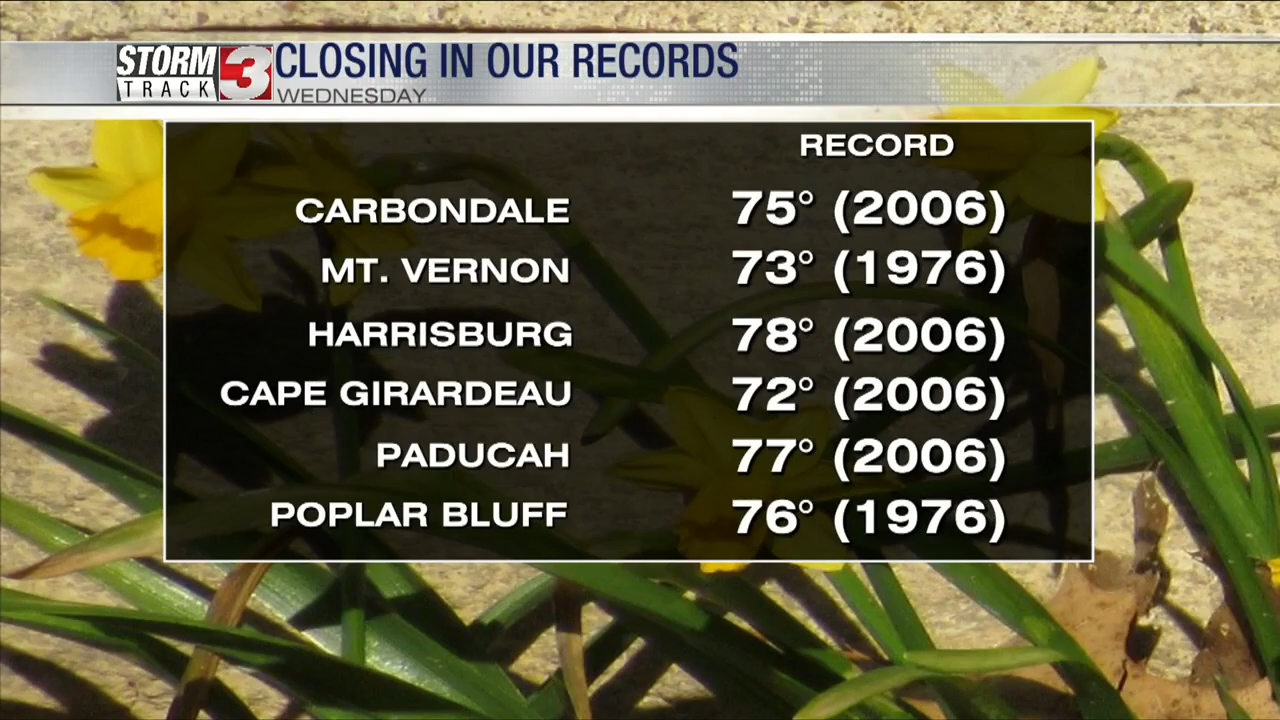 STORM TRACK 3
CLOSING IN OUR RECORDS
WEDNESDAY
RECORD
CARBONDALE 75° (2006)
MT. VERNON 73° (1976)
HARRISBURG 78° (2006)
CAPE GIRARDEAU 72° (2006)
PADUCAH 77° (2006)
POPLAR BLUFF 76° (1976)